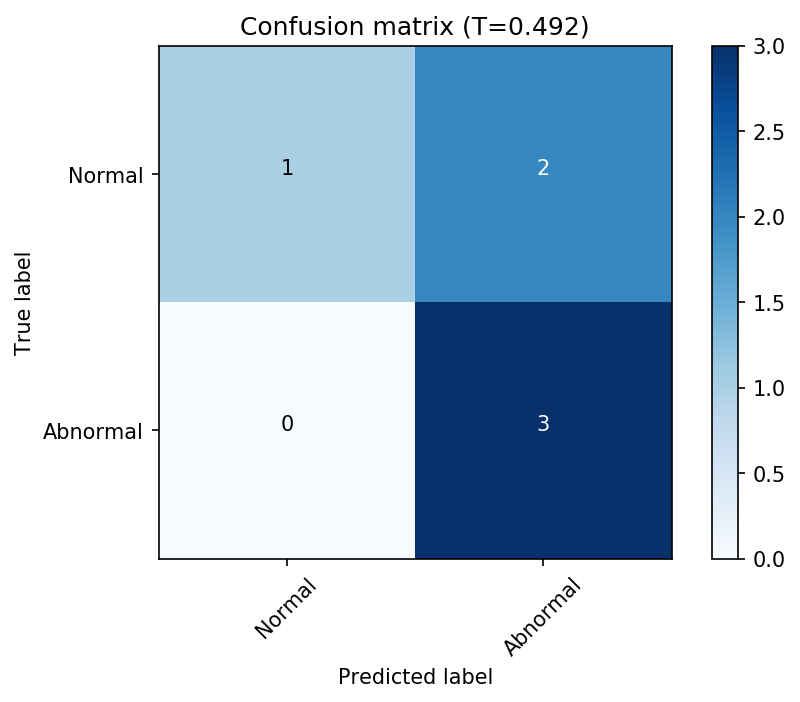 Confusion matrix (T=0.492)
True label
Normal
Abnormal
1
2
0
3
Normal
Abnormal
Predicted label
3.0
2.5
2.0
1.5
1.0
0.5
0.0